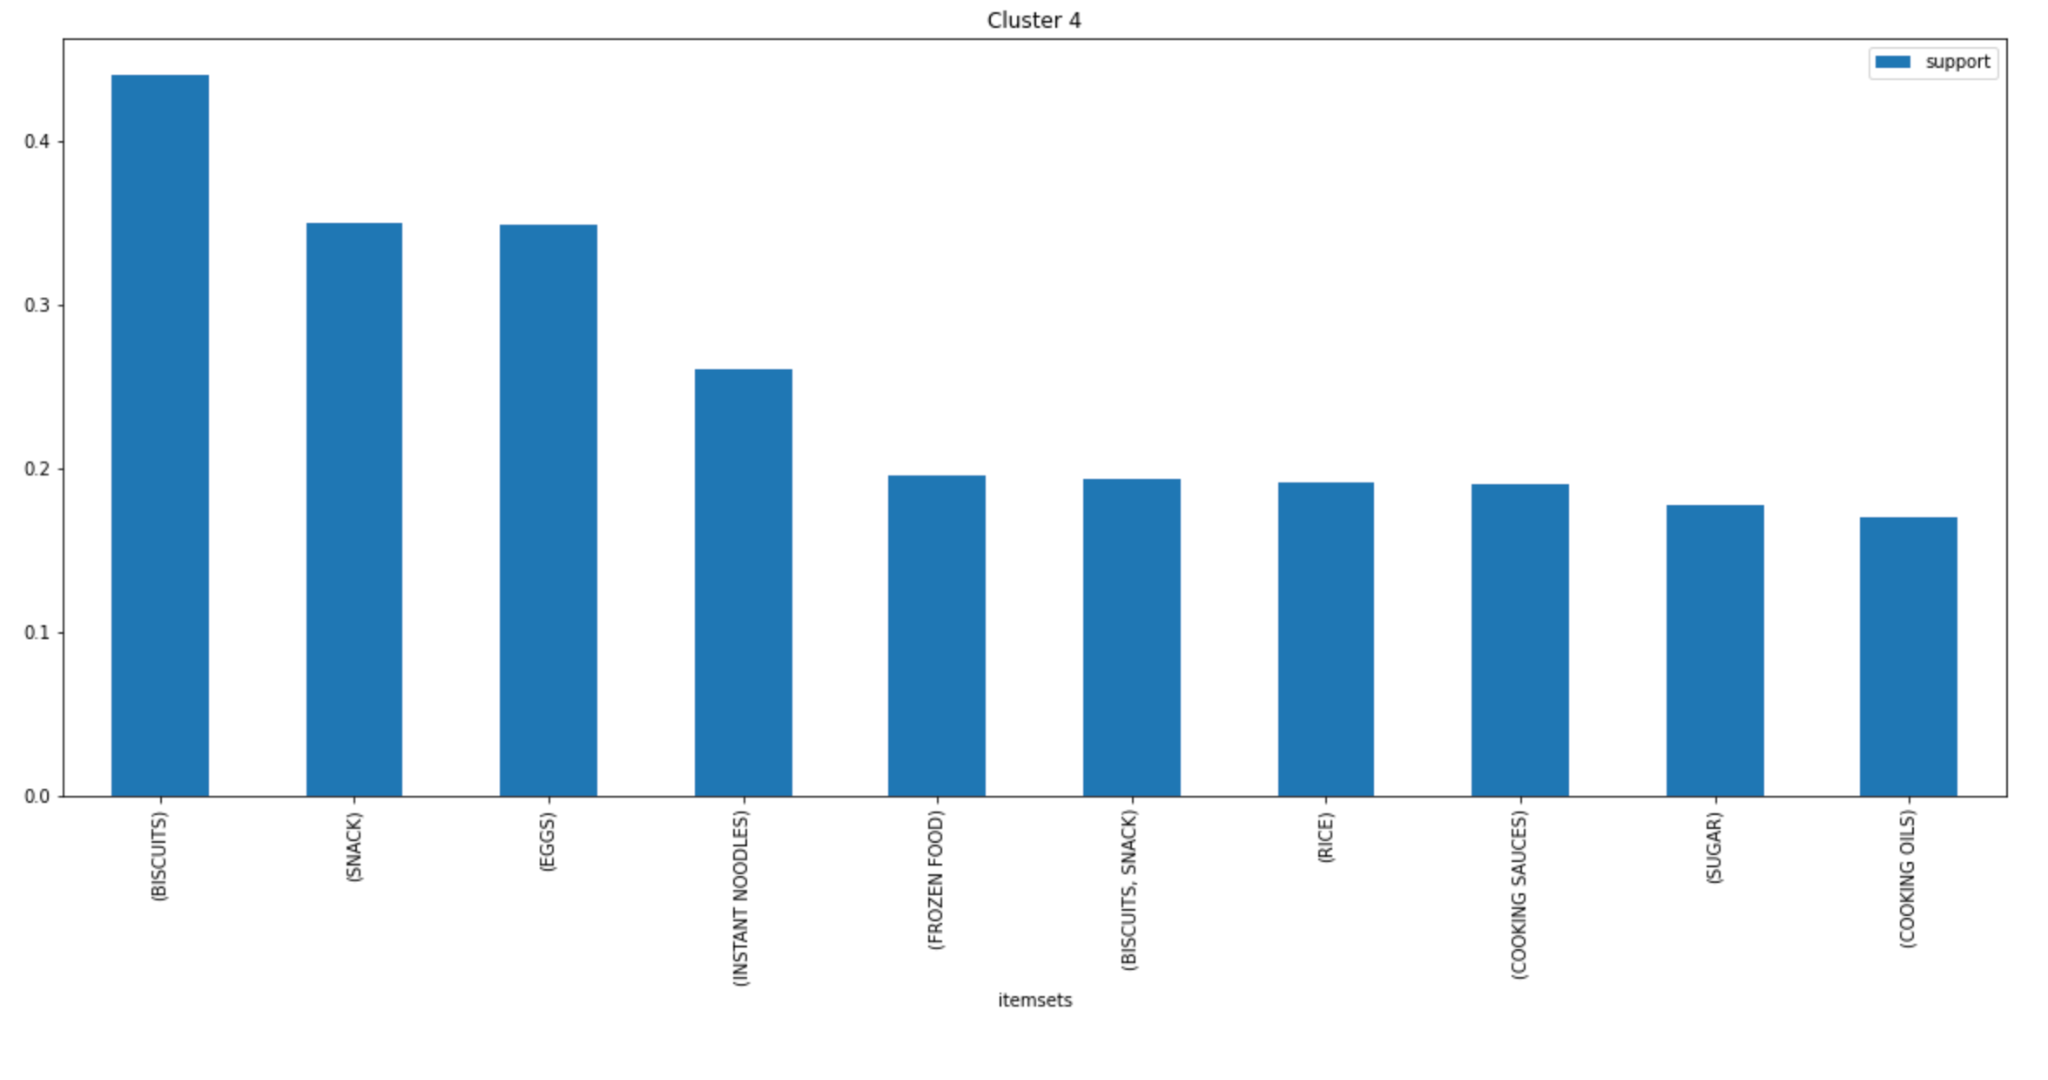 Cluster 4
support
0.4
0.3
0.2
0.1
0.0
(BISCUITS)
(SNACK)
(EGGS)
(INSTANT NOODLES)
(FROZEN FOOD)
(BISCUITS, SNACK)
(RICE)
(COOKING SAUCES)
(SUGAR)
(COOKING OILS)
itemsets